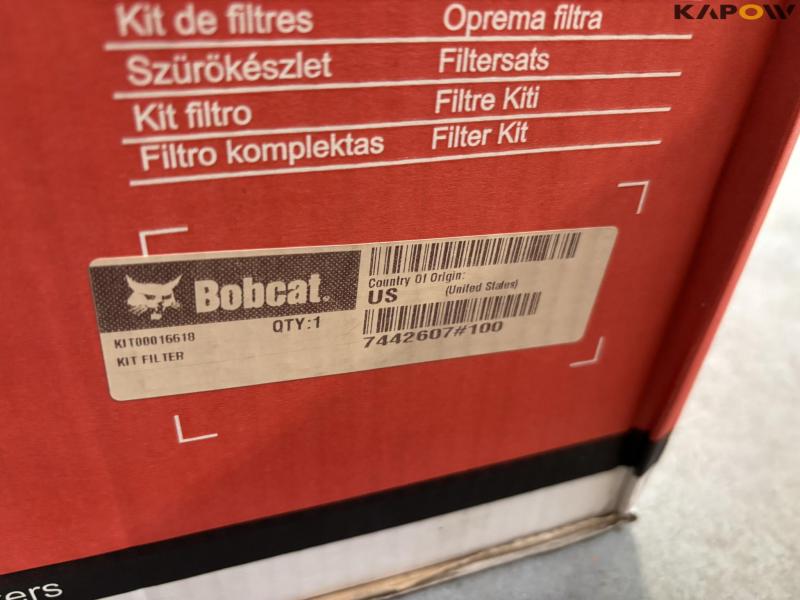 KAPOW
Kit de filtres
Oprema filtra
Szűrőkészlet
Filtersats
Kit filtro
Filtre Kiti
Filtro komplektas
Filter Kit
Bobcat.
Country Of Origin:
US (United States)
KIT00016618
QTY:1
KIT FILTER
7442607#100
ers